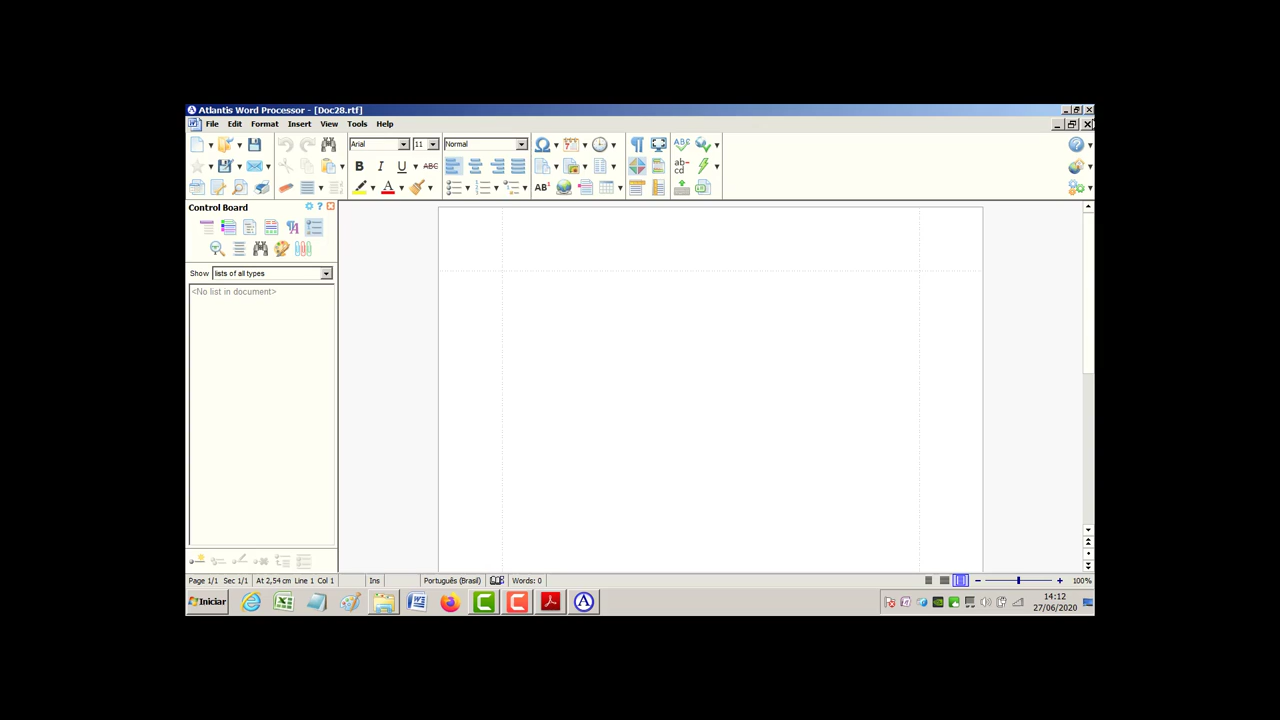 Atlantis Word Processor - [Doc28.rtf]
File Edit Format Insert View Tools Help
Arial 11 Normal
B I U ABC
Control Board
Show lists of all types
<No list in document>
Page 1/1 Sec 1/1 At 2,54 cm Line 1 Col 1 Ins Português (Brasil) Words: 0 100%
Iniciar
14:12
27/06/2020